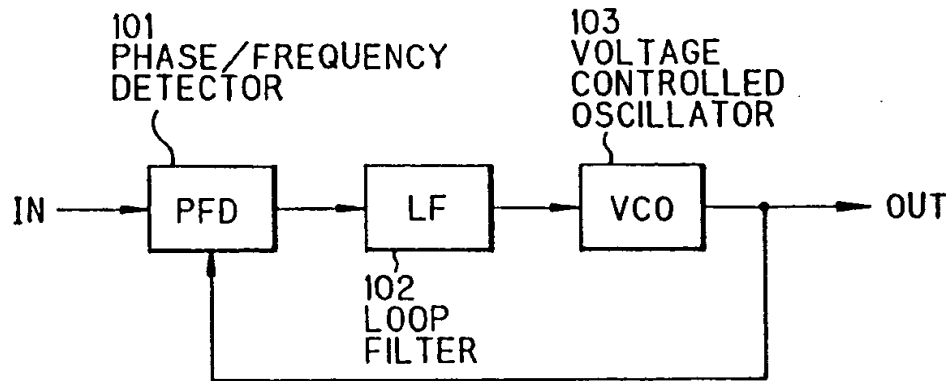 101
PHASE/FREQUENCY
DETECTOR
103
VOLTAGE
CONTROLLED
OSCILLATOR
IN
PFD
LF
VCO
OUT
102
LOOP
FILTER